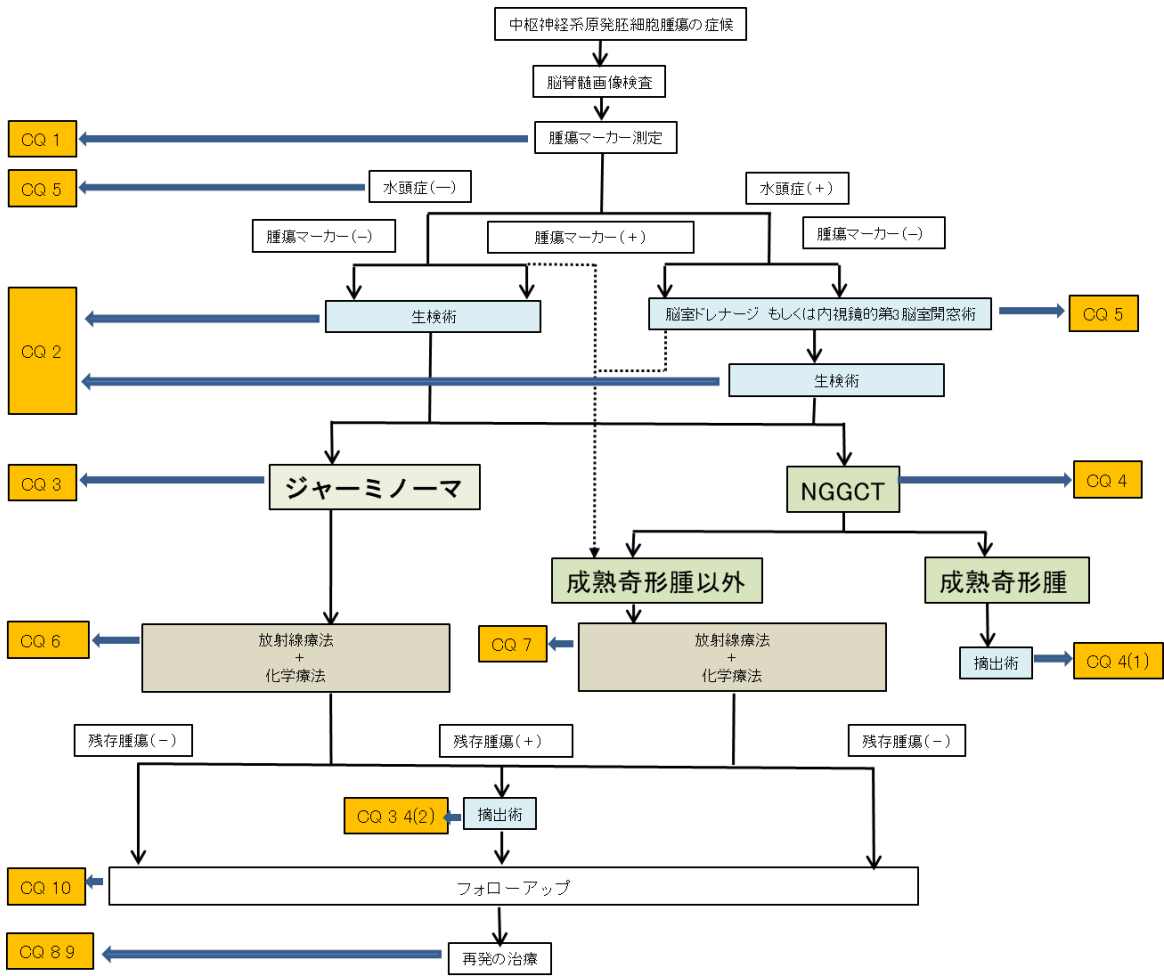 中枢神経系原発胚細胞腫瘍の症候
脳脊髄画像検査
CQ 1
腫瘍マーカー測定
CQ 5
水頭症(―)
水頭症(+)
腫瘍マーカー(−)
腫瘍マーカー(+)
腫瘍マーカー(−)
CQ 2
生検術
脳室ドレナージ もしくは内視鏡的第3脳室開窓術
CQ 5
生検術
CQ 3
ジャーミノーマ
NGGCT
CQ 4
成熟奇形腫以外
成熟奇形腫
CQ 6
放射線療法
+
化学療法
CQ 7
放射線療法
+
化学療法
摘出術
CQ 4(1)
残存腫瘍(−)
残存腫瘍(+)
残存腫瘍(−)
CQ 3 4(2)
摘出術
CQ 10
フォローアップ
CQ 8 9
再発の治療